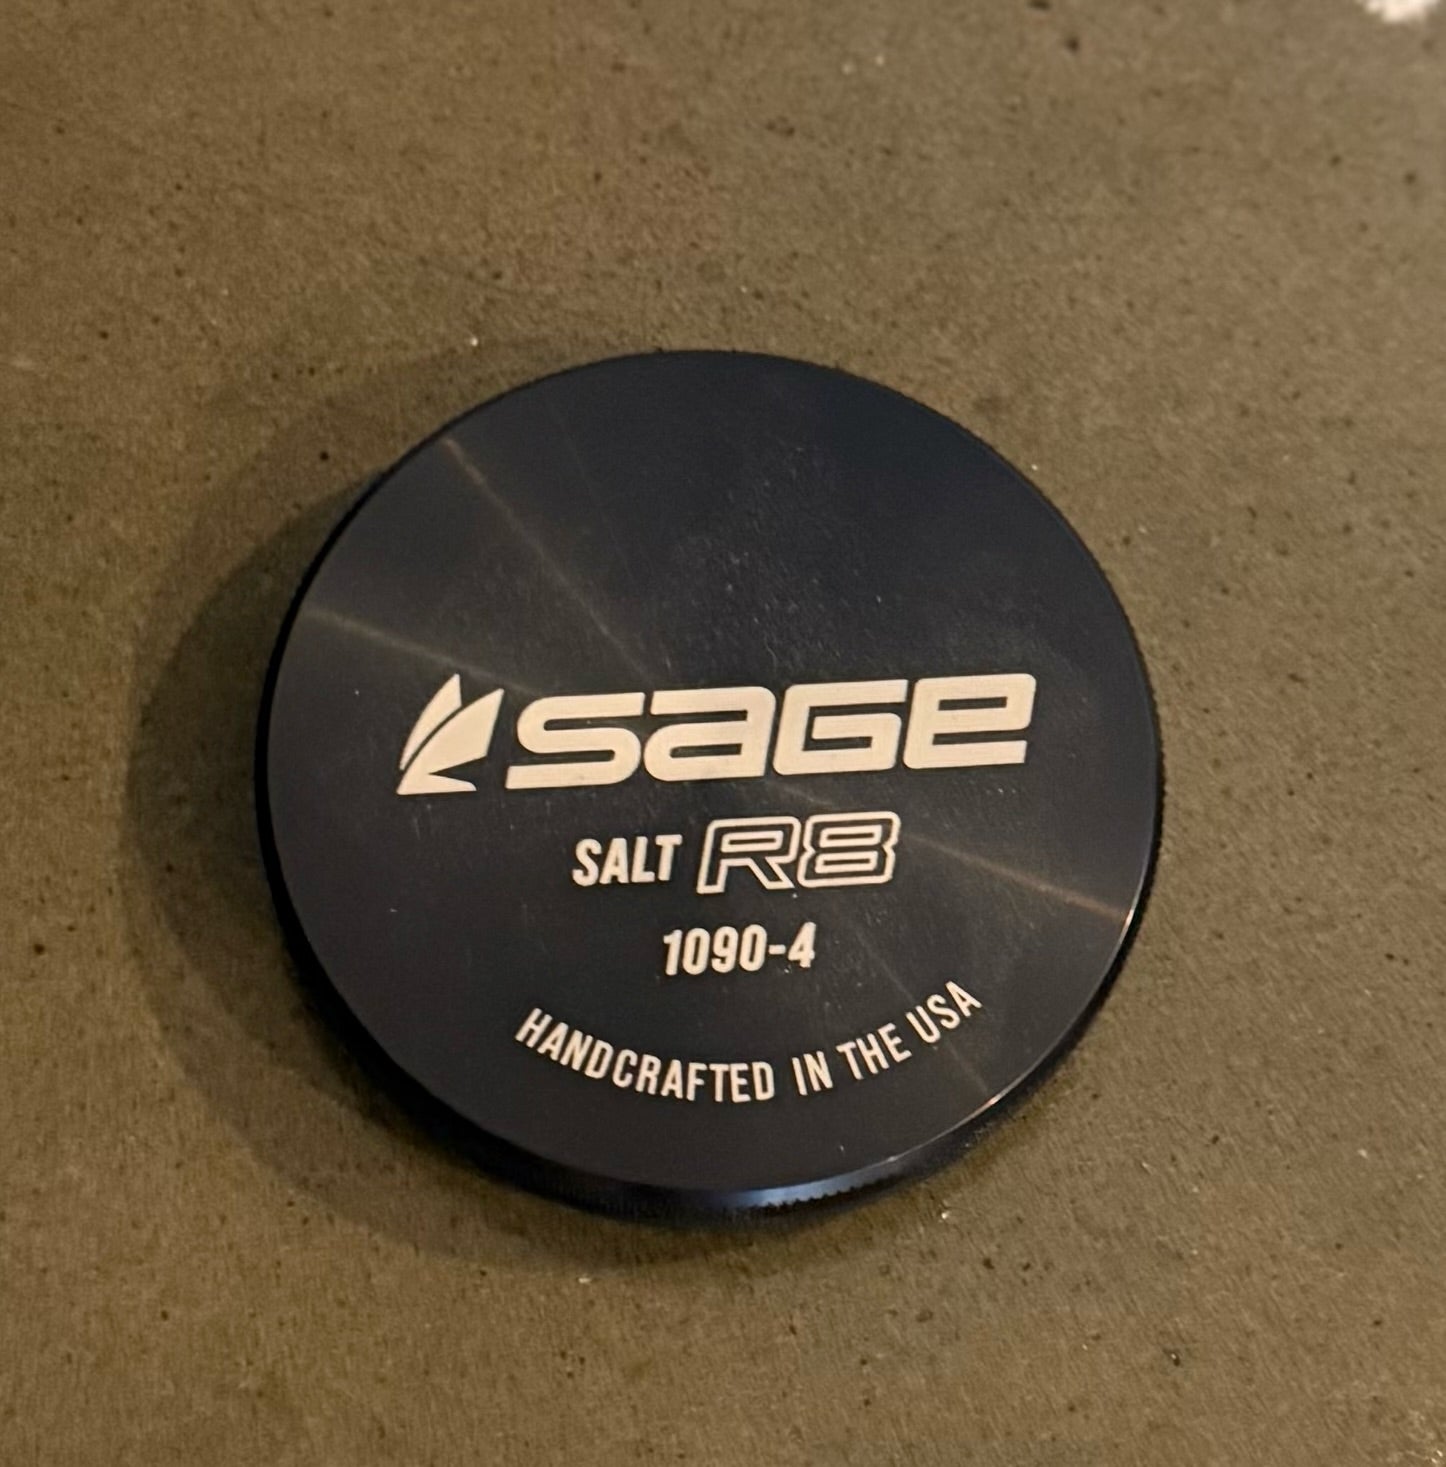 SAGE
SALT R8
1090-4
HANDCRAFTED IN THE USA